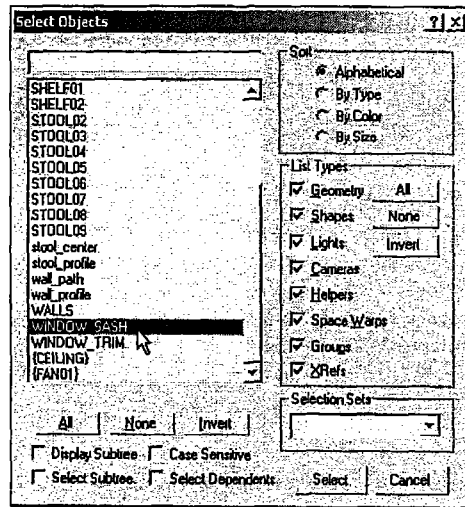 Select Objects
SHELF01
SHELF02
STOOL02
STOOL03
STOOL04
STOOL05
STOOL06
STOOL07
STOOL08
STOOL09
stool_center
stool_profile
wall_path
wall_profile
WALLS
WINDOW_SASH
WINDOW_TRIM
{CEILING}
{FAN01}
All None Invert
Display Subtree Case Sensitive
Select Subtree Select Dependents
Sort
Alphabetical
By Type
By Color
By Size
List Types
Geometry All
Shapes None
Lights Invert
Cameras
Helpers
Space Warps
Groups
XRefs
Selection Sets
Select Cancel